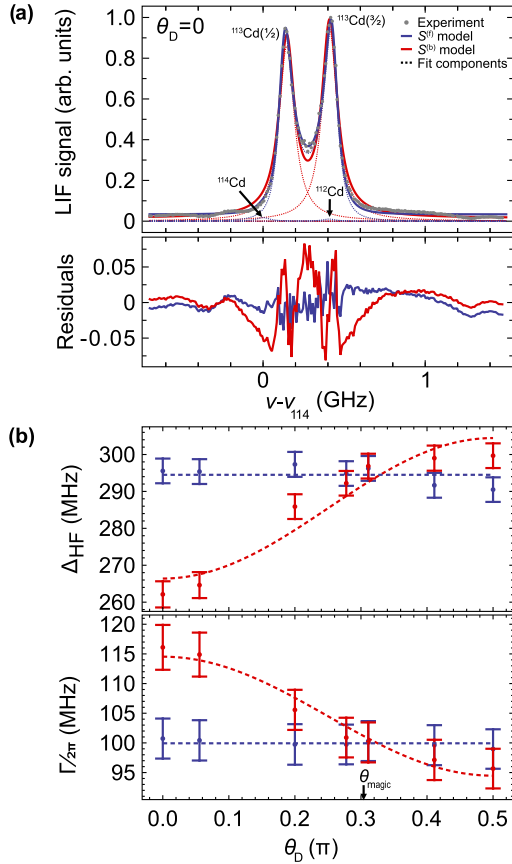 (a)
θD=0
113Cd(½)
113Cd(3⁄2)
Experiment
S(f) model
S(b) model
Fit components
114Cd
112Cd
LIF signal (arb. units)
1.0
0.8
0.6
0.4
0.2
0
Residuals
0.05
0
-0.05
0
1
ν-ν114 (GHz)
(b)
ΔHF (MHz)
300
290
280
270
260
Γ⁄2π (MHz)
115
110
105
100
95
θmagic
0.0
0.1
0.2
0.3
0.4
0.5
θD (π)